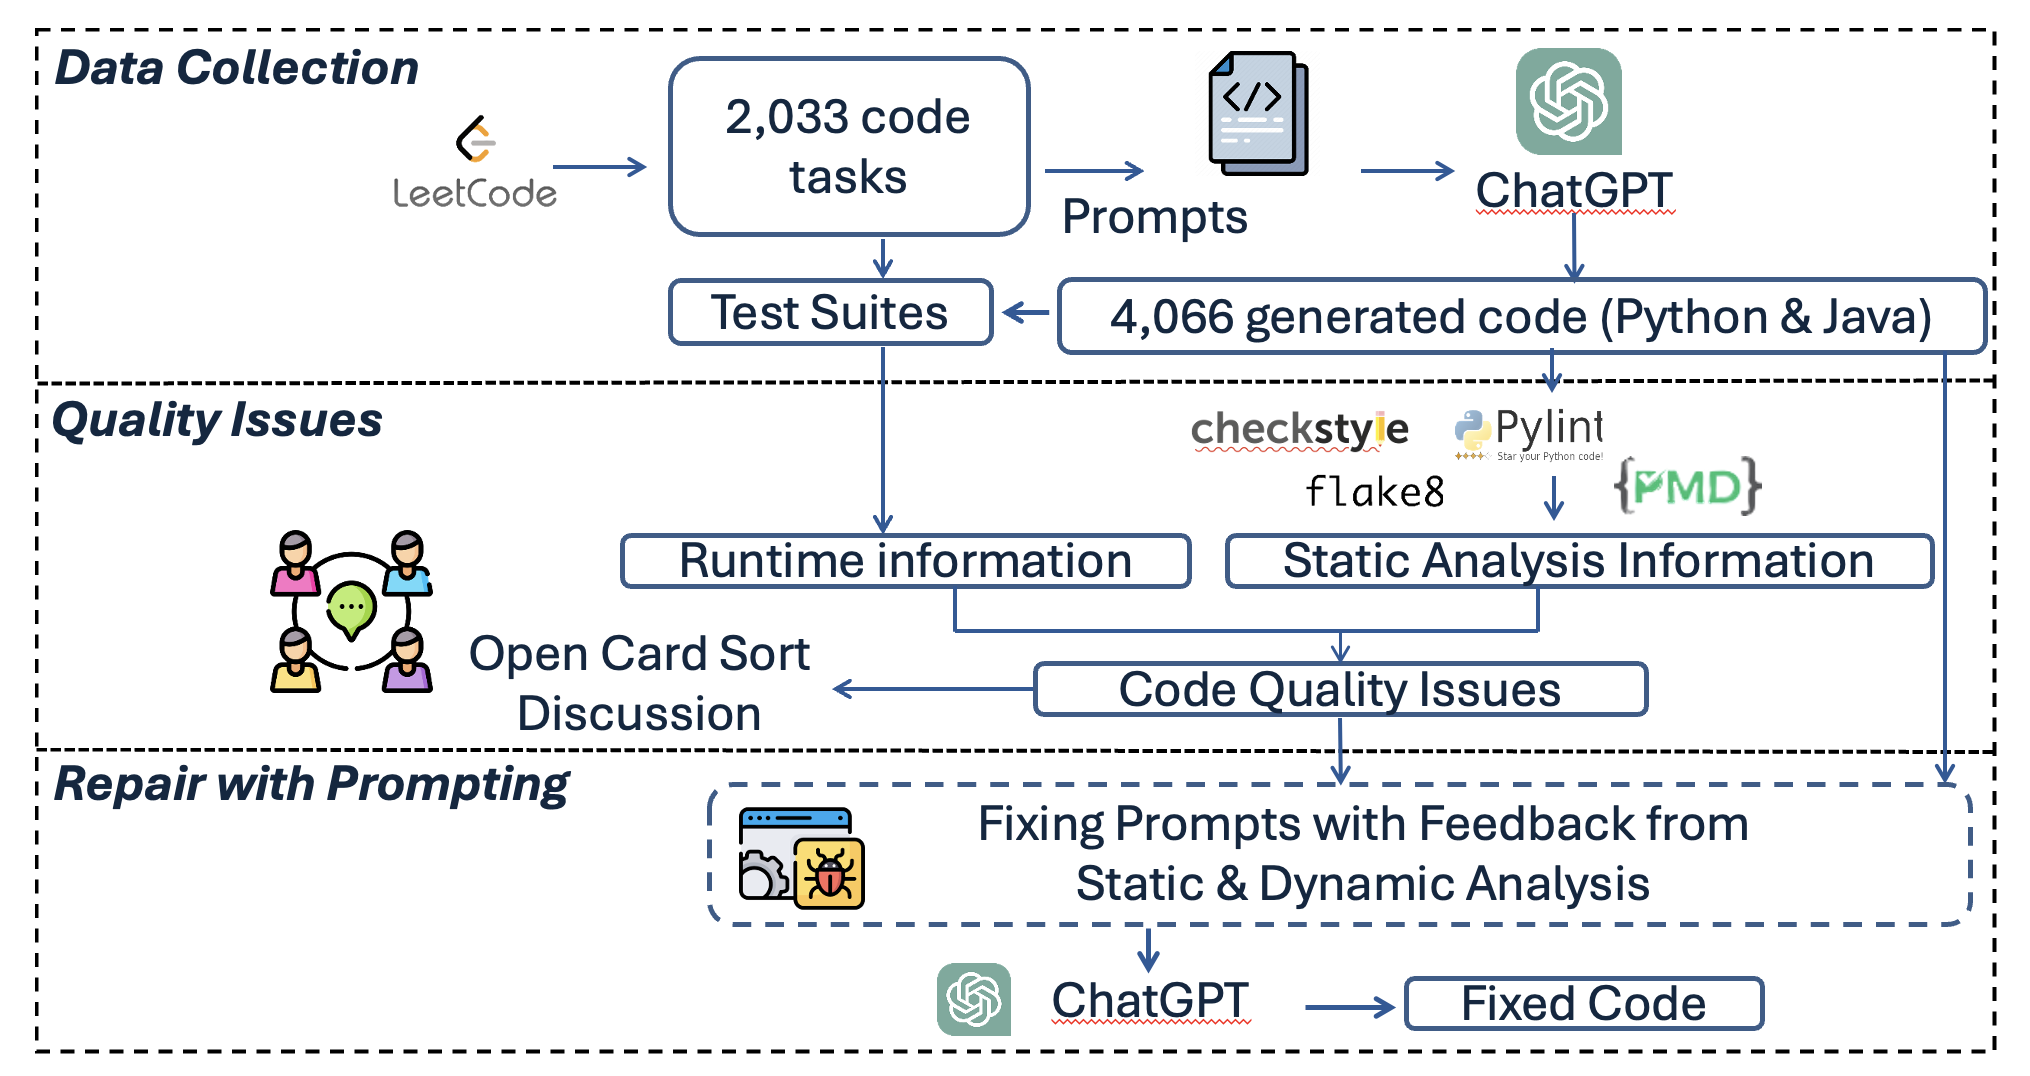 Data Collection
LeetCode
2,033 code
tasks
Prompts
</>
ChatGPT
Test Suites
4,066 generated code (Python & Java)
Quality Issues
checkstyle
Pylint
Star your Python code!
flake8
{PMD}
Runtime information
Static Analysis Information
Open Card Sort
Discussion
Code Quality Issues
Repair with Prompting
Fixing Prompts with Feedback from
Static & Dynamic Analysis
ChatGPT
Fixed Code